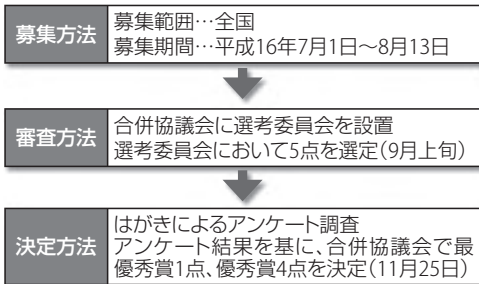 募集方法
募集範囲…全国
募集期間…平成16年7月1日～8月13日
審査方法
合併協議会に選考委員会を設置
選考委員会において5点を選定(9月上旬)
決定方法
はがきによるアンケート調査
アンケート結果を基に、合併協議会で最
優秀賞1点、優秀賞4点を決定(11月25日)